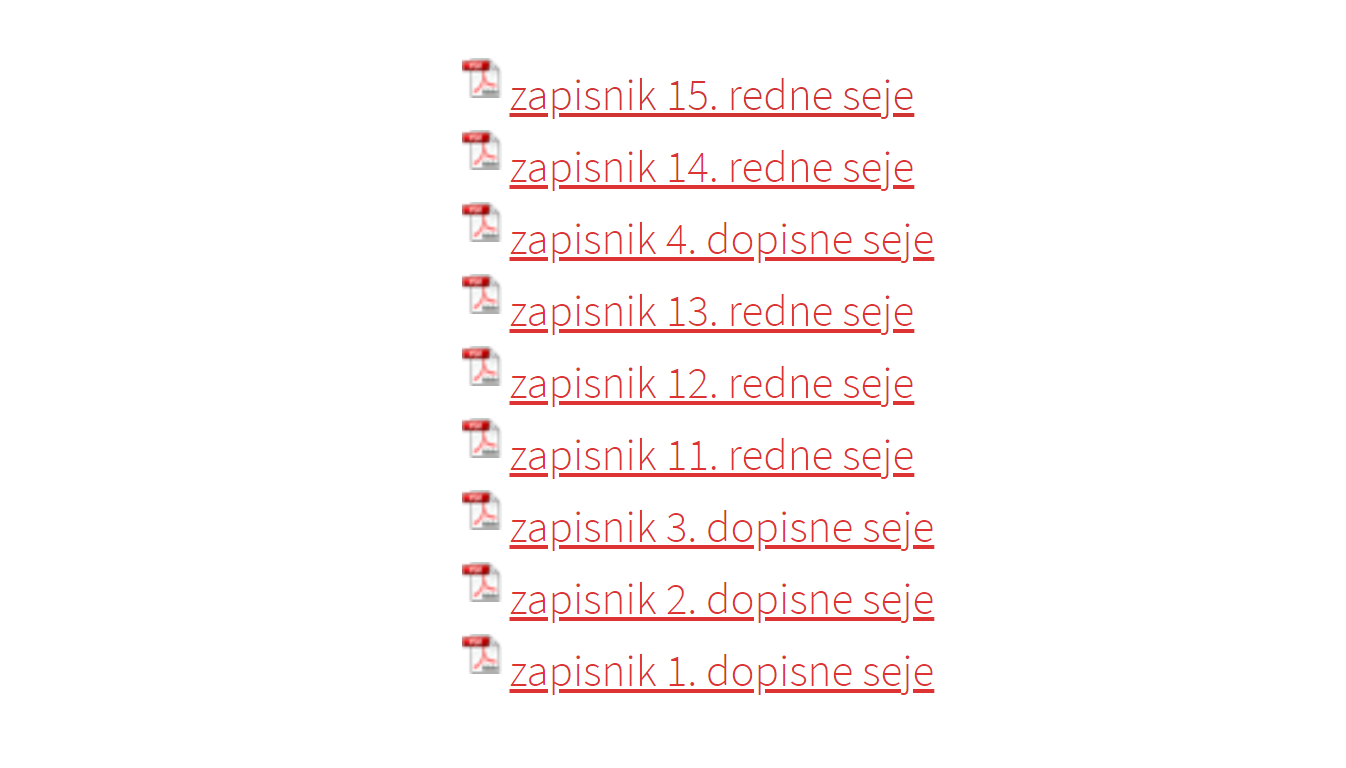 zapisnik 15. redne seje
zapisnik 14. redne seje
zapisnik 4. dopisne seje
zapisnik 13. redne seje
zapisnik 12. redne seje
zapisnik 11. redne seje
zapisnik 3. dopisne seje
zapisnik 2. dopisne seje
zapisnik 1. dopisne seje